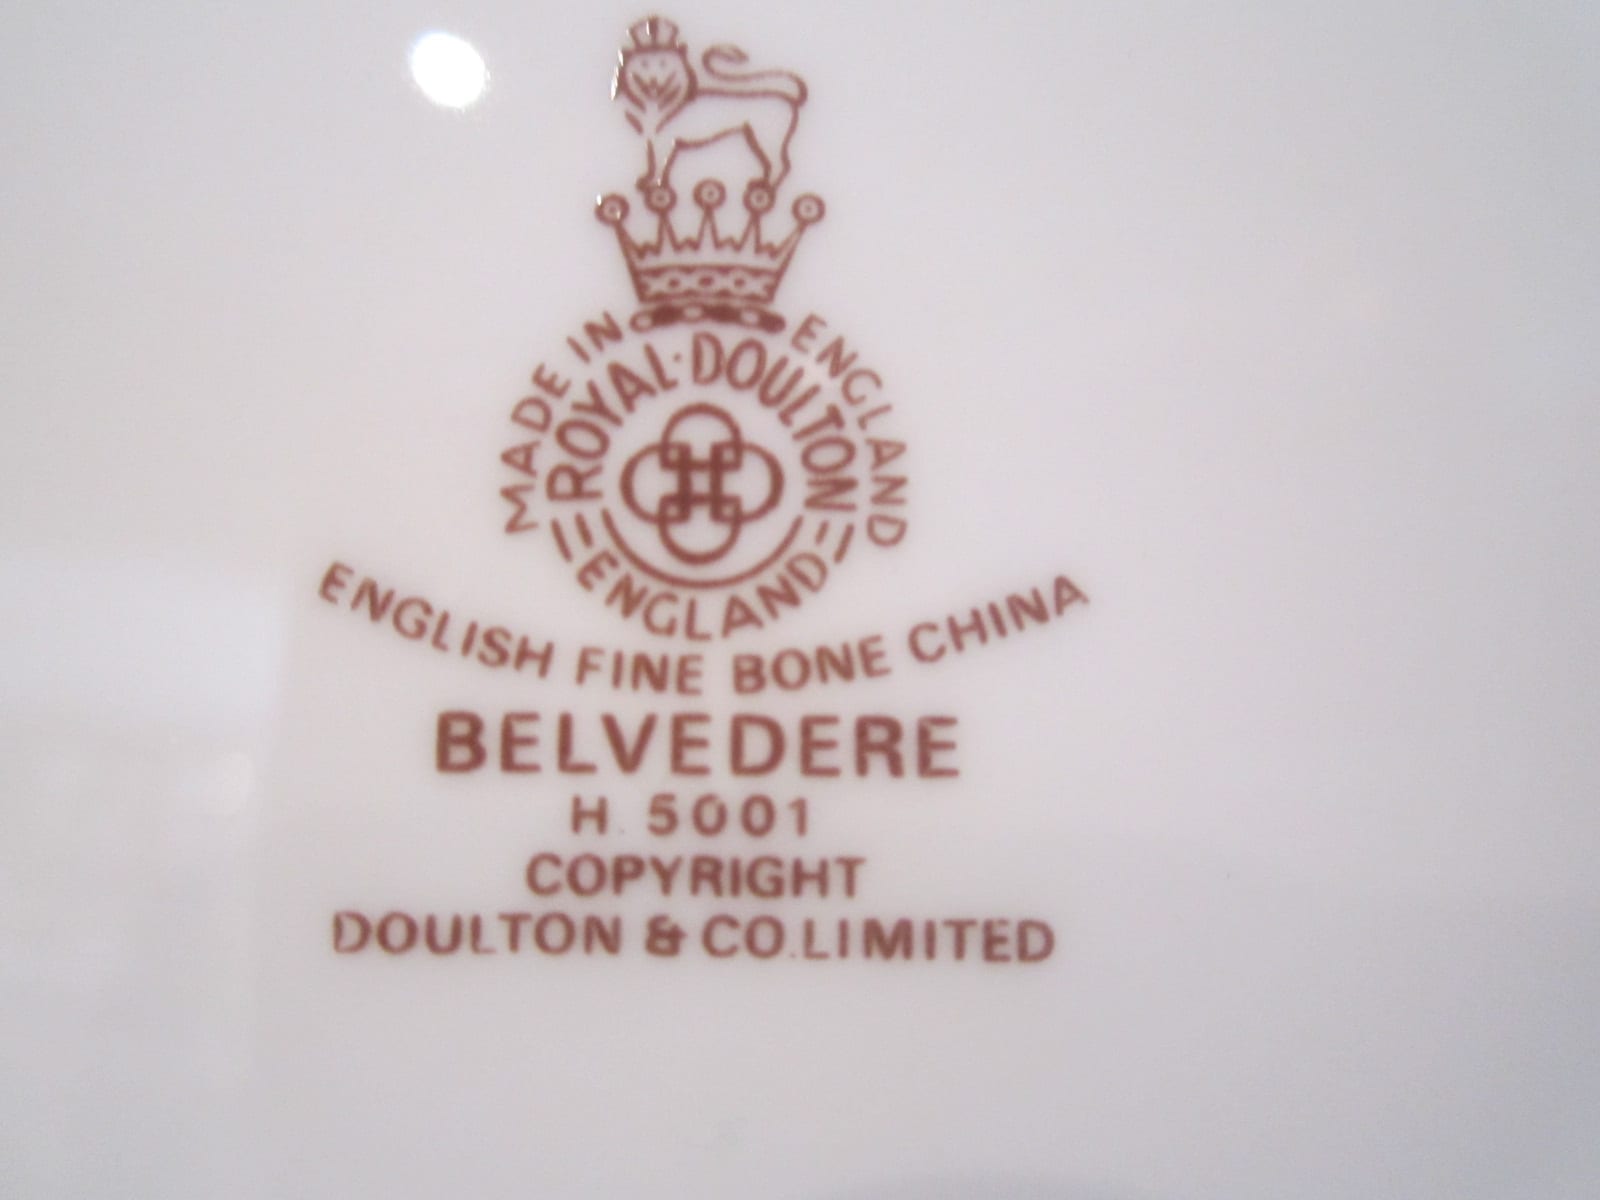 MADE IN ENGLAND
ROYAL·DOULTON
ENGLAND
ENGLISH FINE BONE CHINA
BELVEDERE
H 5001
COPYRIGHT
DOULTON & CO.LIMITED